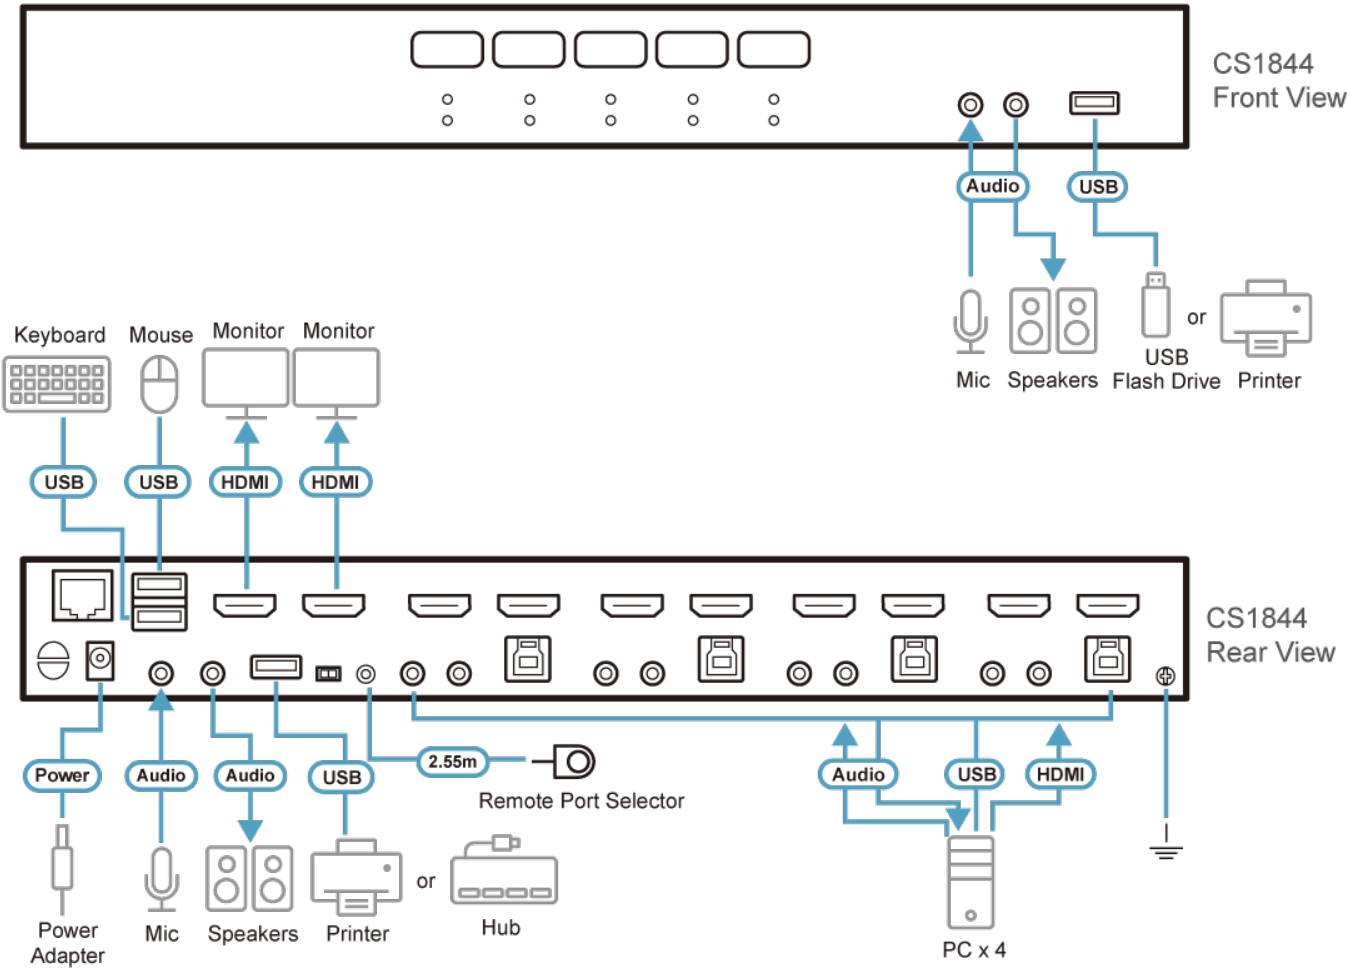 CS1844
Front View
Audio
USB
or
Mic
Speakers
USB
Flash Drive
Printer
Keyboard
Mouse
Monitor
Monitor
USB
USB
HDMI
HDMI
CS1844
Rear View
Power
Audio
Audio
USB
2.55m
Remote Port Selector
Audio
USB
HDMI
Power
Adapter
Mic
Speakers
Printer
or
Hub
PC x 4